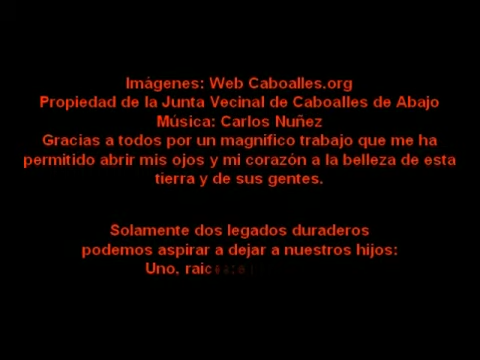 Imágenes: Web Caboalles.org
Propiedad de la Junta Vecinal de Caboalles de Abajo
Música: Carlos Nuñez
Gracias a todos por un magnifico trabajo que me ha
permitido abrir mis ojos y mi corazón a la belleza de esta
tierra y de sus gentes.
Solamente dos legados duraderos
podemos aspirar a dejar a nuestros hijos:
Uno,